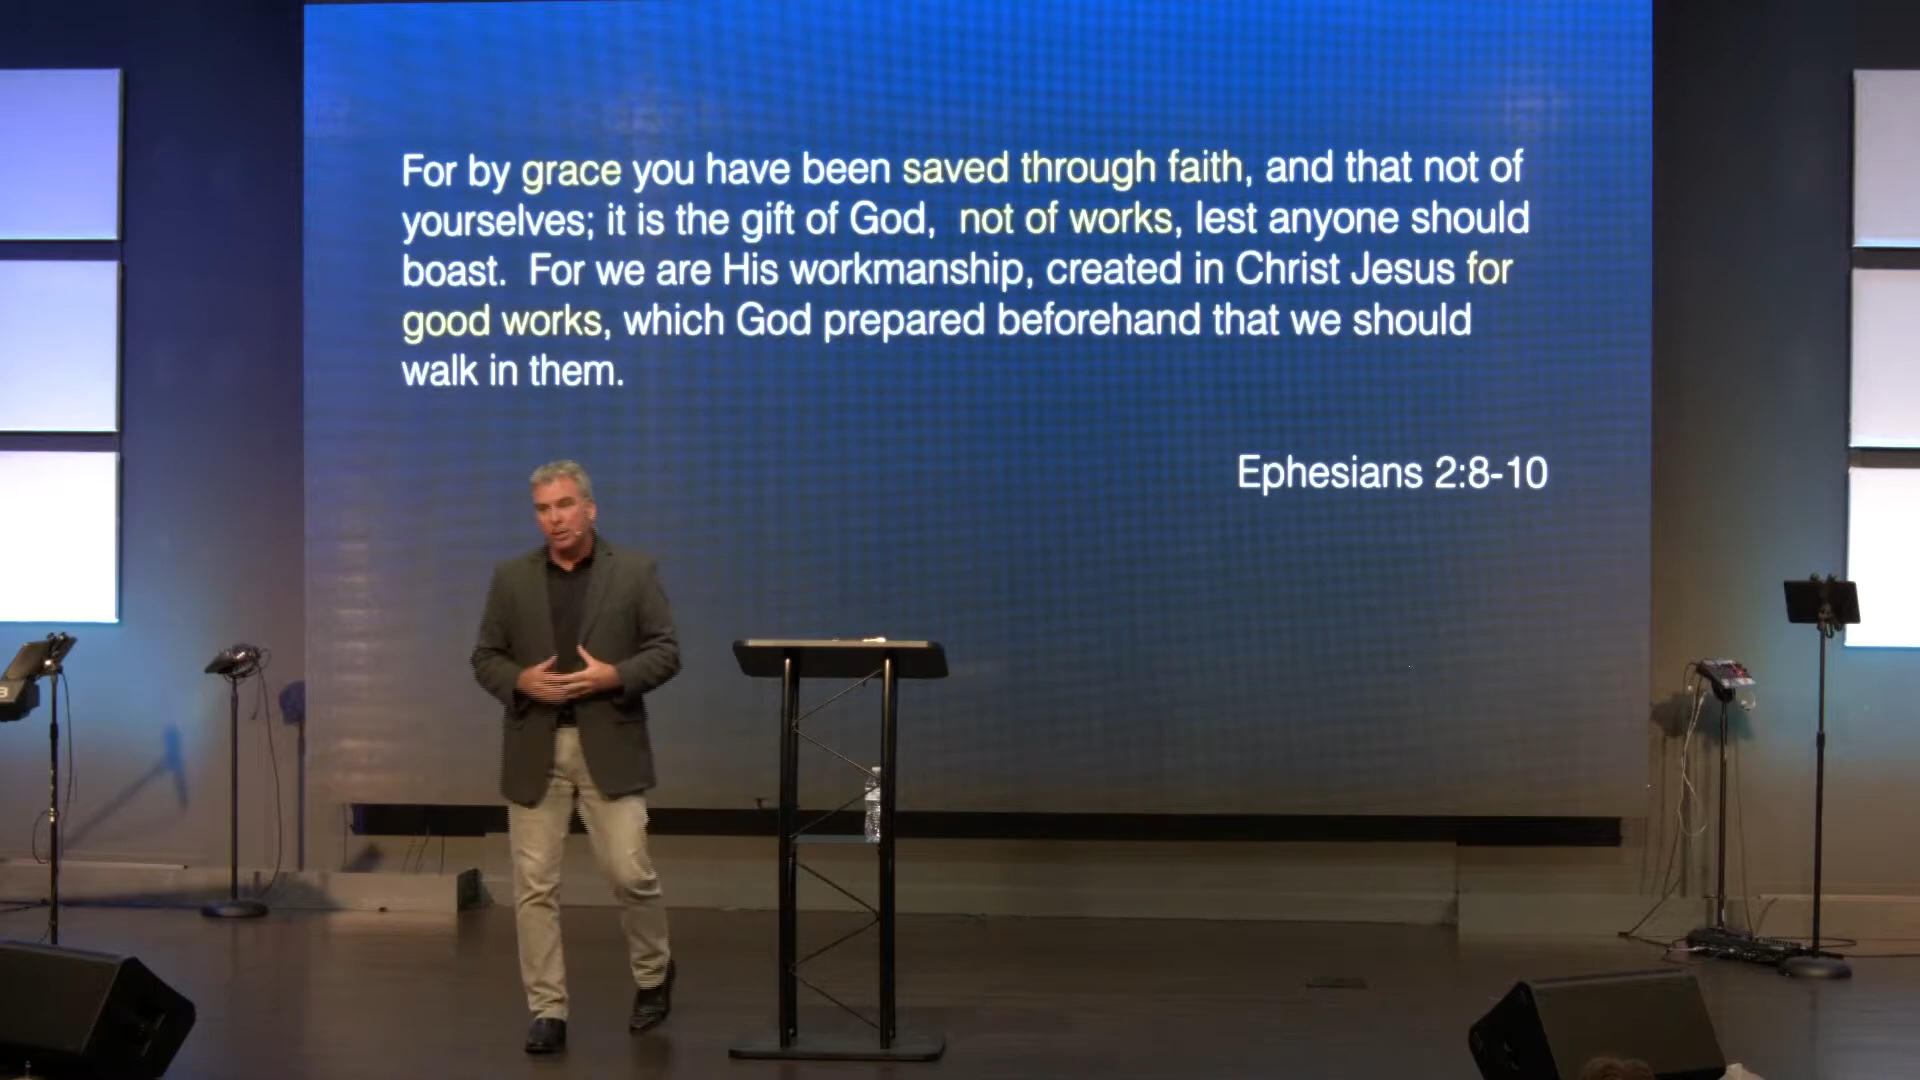 For by grace you have been saved through faith, and that not of
yourselves; it is the gift of God, not of works, lest anyone should
boast. For we are His workmanship, created in Christ Jesus for
good works, which God prepared beforehand that we should
walk in them.
Ephesians 2:8-10